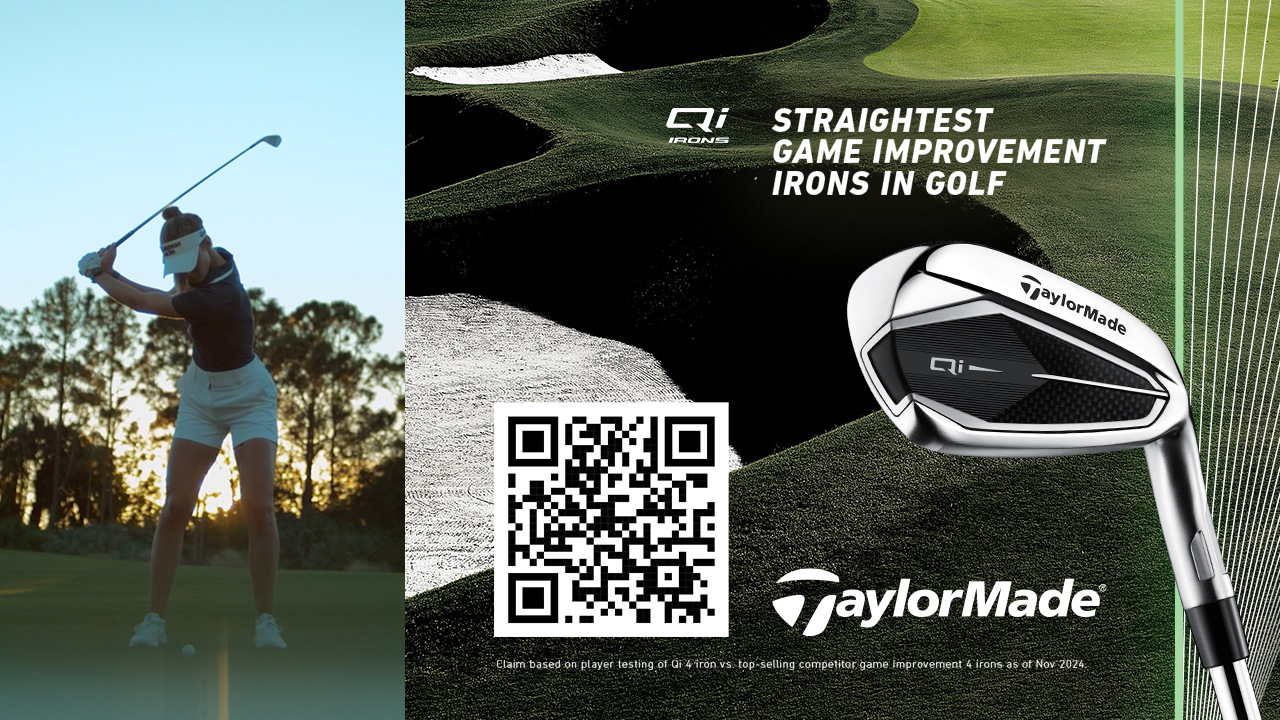 Qi
IRONS
STRAIGHTEST
GAME IMPROVEMENT
IRONS IN GOLF
TaylorMade
Qi
TaylorMade®
Claim based on player testing of Qi 4 iron vs. top-selling competitor game improvement 4 irons as of Nov 2024.